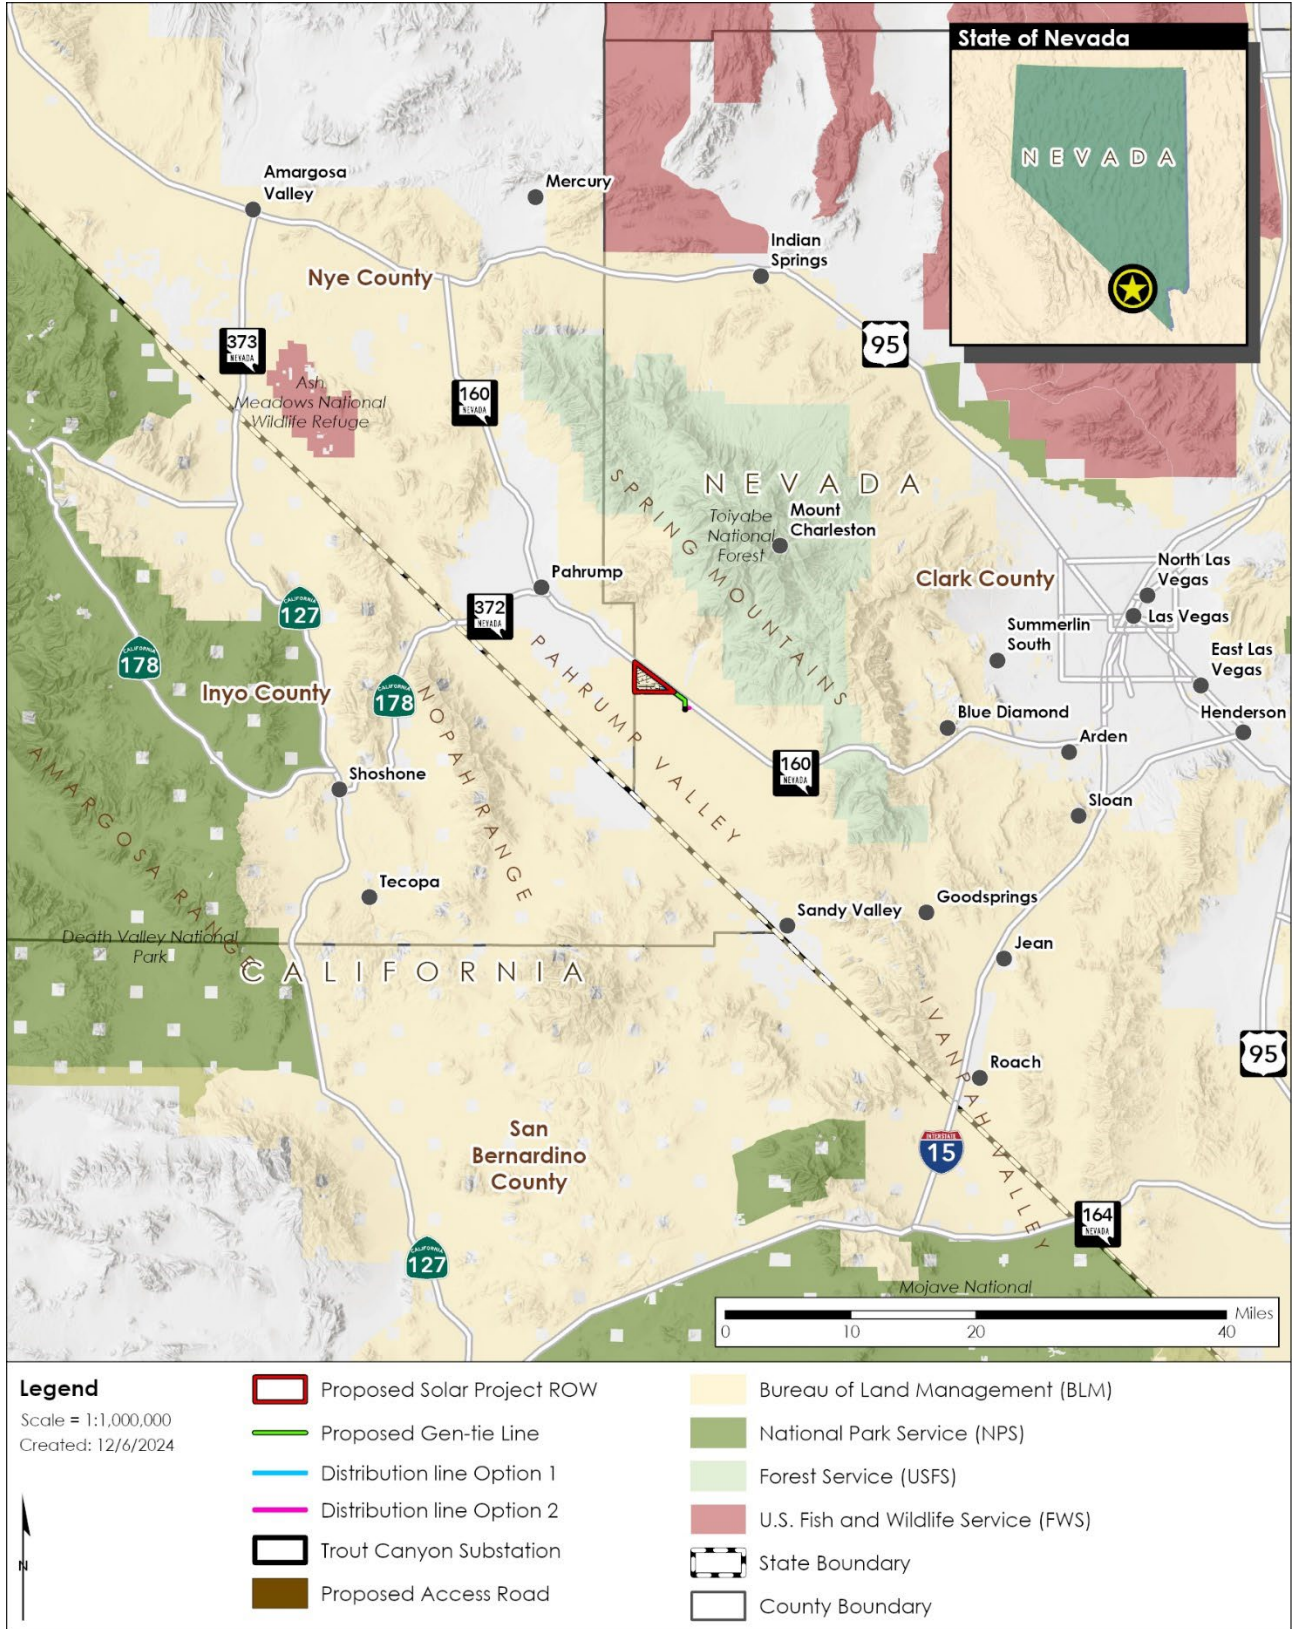 State of Nevada
NEVADA
Amargosa
Valley
Mercury
Indian
Springs
Nye County
95
373
NEVADA
Ash
Meadows National
Wildlife Refuge
160
NEVADA
SPRING MOUNTAINS
NEVADA
Toiyabe
National
Forest
Mount
Charleston
Clark County
North Las
Vegas
Las Vegas
Summerlin
South
East Las
Vegas
Henderson
Pahrump
372
NEVADA
CALIFORNIA
127
CALIFORNIA
178
Inyo County
CALIFORNIA
178
NOPAH RANGE
PAHRUMP VALLEY
Blue Diamond
Arden
160
NEVADA
Shoshone
Sloan
AMARGOSA RANGE
Tecopa
Sandy Valley
Goodsprings
Jean
Death Valley National
Park
CALIFORNIA
IVANPAH VALLEY
95
Roach
San
Bernardino
County
INTERSTATE
15
164
NEVADA
CALIFORNIA
127
Mojave National
0 10 20 40 Miles
Legend
Scale = 1:1,000,000
Created: 12/6/2024
N
Proposed Solar Project ROW
Proposed Gen-tie Line
Distribution line Option 1
Distribution line Option 2
Trout Canyon Substation
Proposed Access Road
Bureau of Land Management (BLM)
National Park Service (NPS)
Forest Service (USFS)
U.S. Fish and Wildlife Service (FWS)
State Boundary
County Boundary